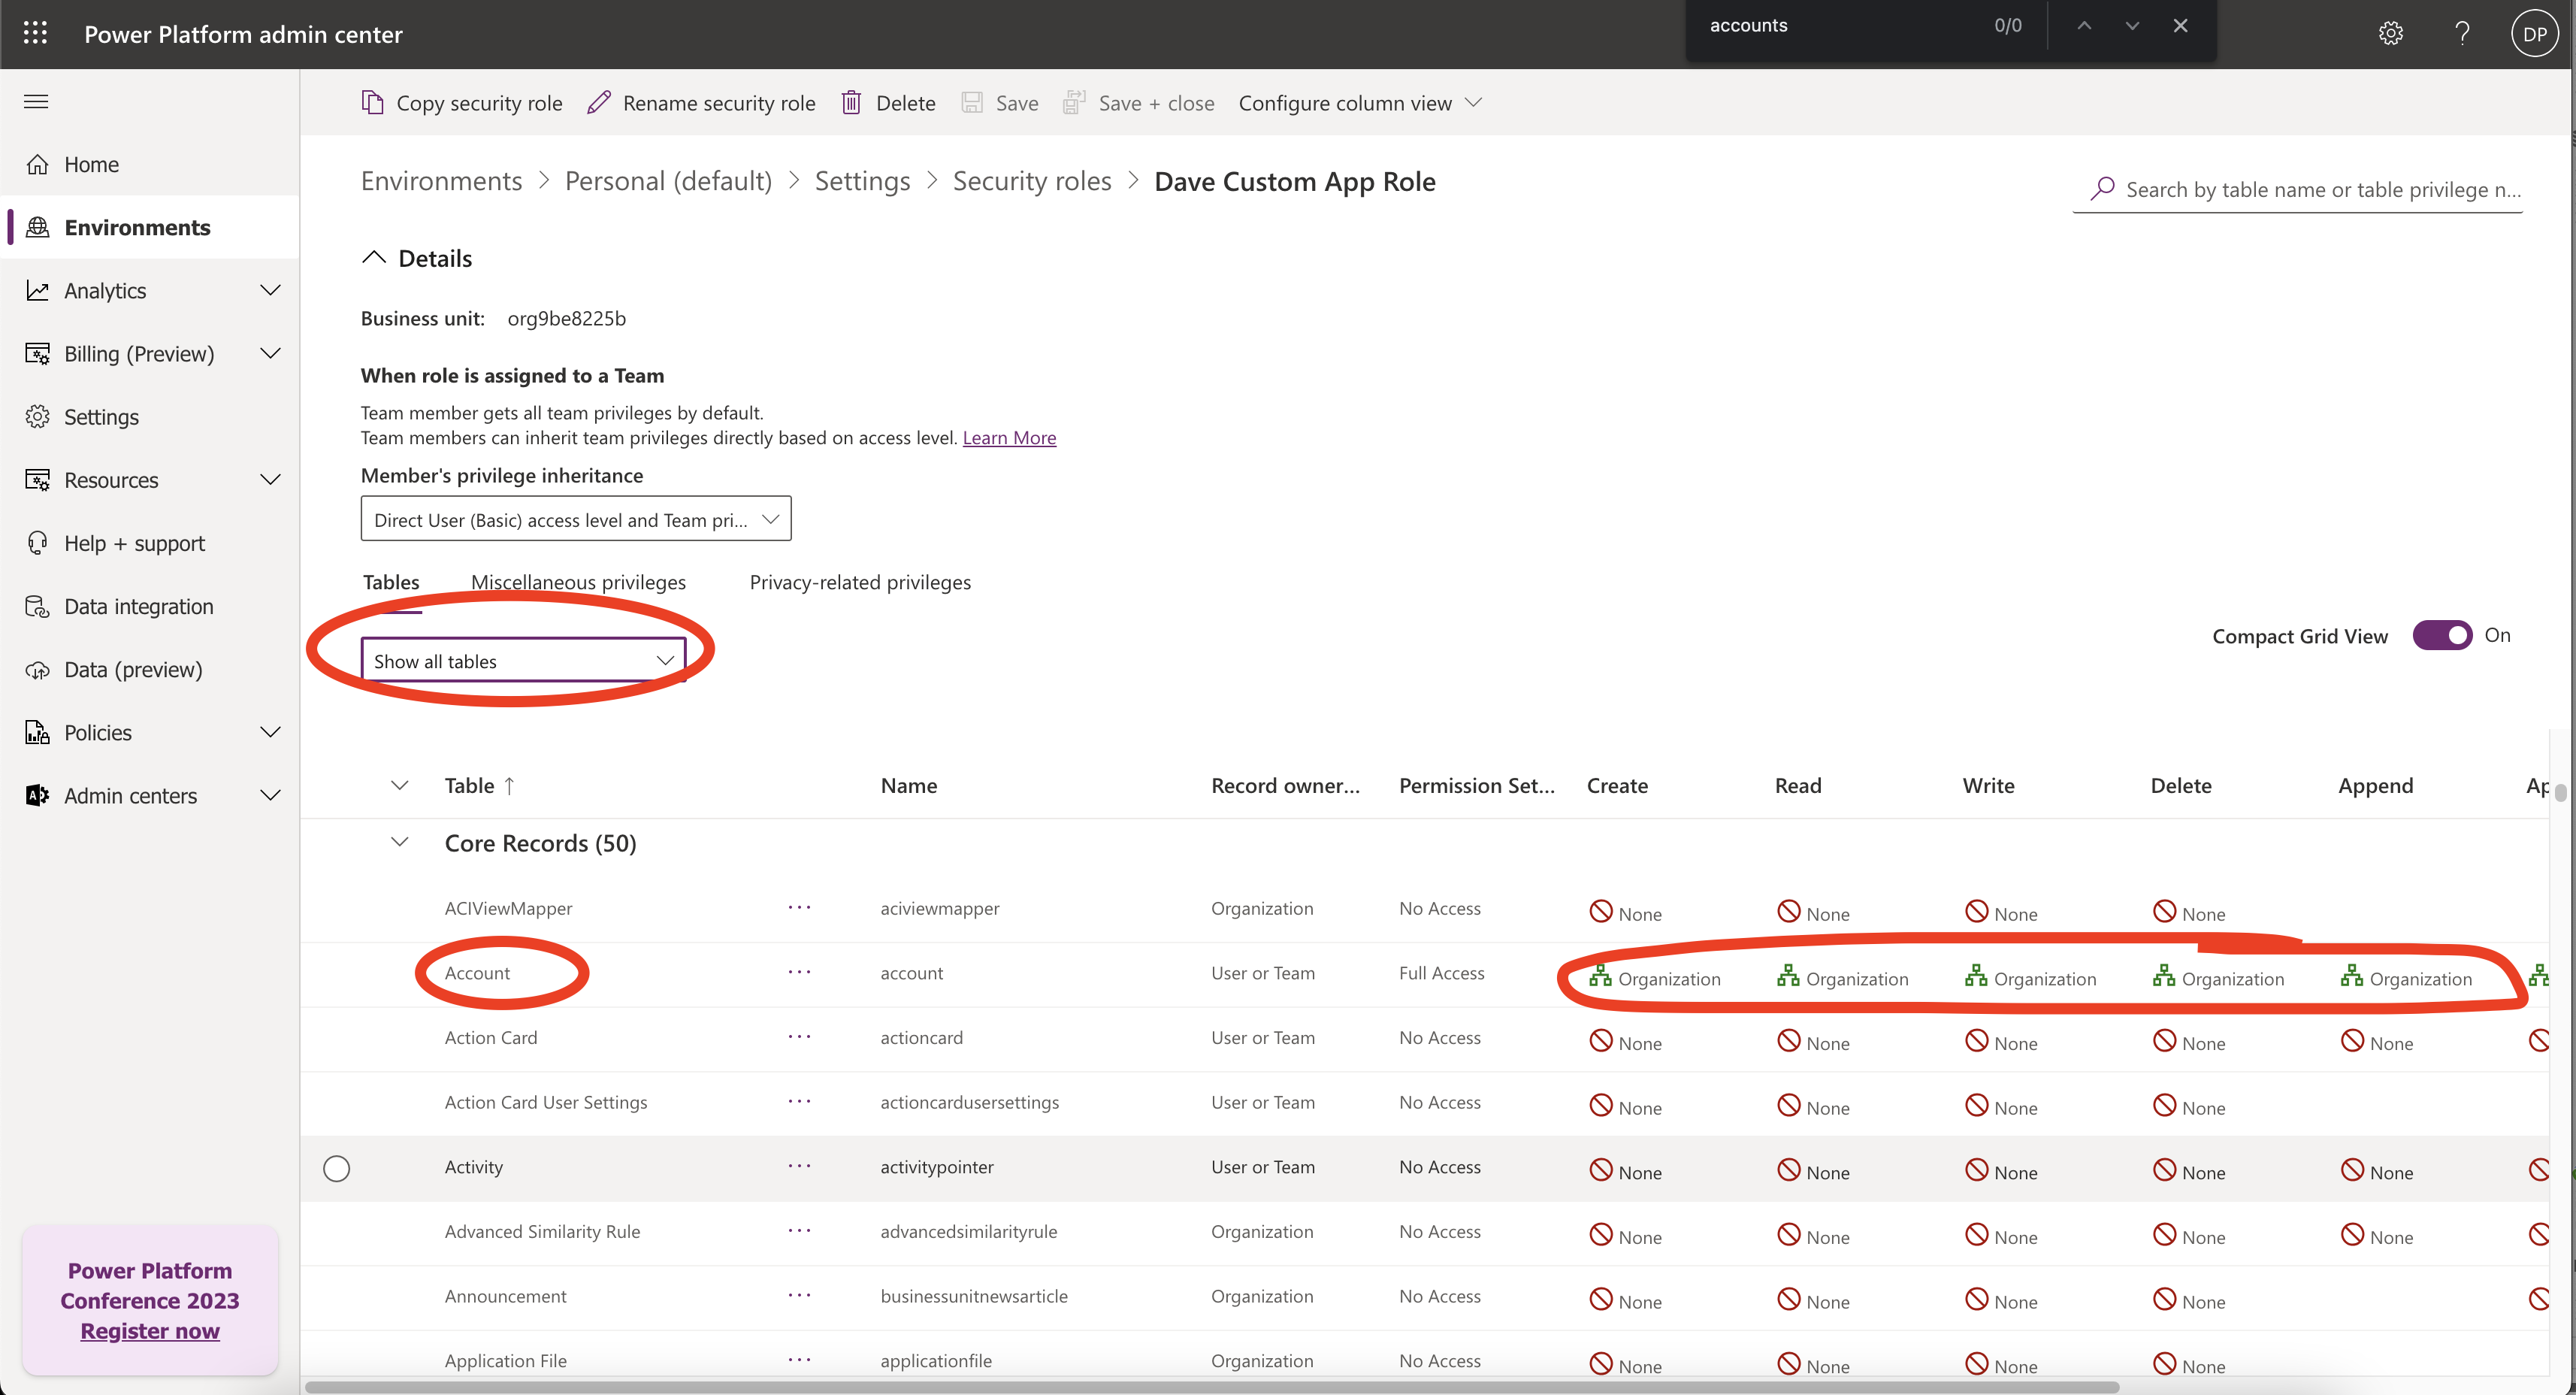 Power Platform admin center
accounts
0/0
DP
Copy security role
Rename security role
Delete
Save
Save + close
Configure column view
Home
Environments
Analytics
Billing (Preview)
Settings
Resources
Help + support
Data integration
Data (preview)
Policies
Admin centers
Power Platform
Conference 2023
Register now
Environments > Personal (default) > Settings > Security roles > Dave Custom App Role
Search by table name or table privilege n...
Details
Business unit: org9be8225b
When role is assigned to a Team
Team member gets all team privileges by default.
Team members can inherit team privileges directly based on access level. Learn More
Member's privilege inheritance
Direct User (Basic) access level and Team pri...
Tables Miscellaneous privileges Privacy-related privileges
Show all tables
Compact Grid View On
Table ↑ Name Record owner... Permission Set... Create Read Write Delete Append Ap
Core Records (50)
ACIViewMapper ... aciviewmapper Organization No Access None None None None
Account ... account User or Team Full Access Organization Organization Organization Organization Organization
Action Card ... actioncard User or Team No Access None None None None None
Action Card User Settings ... actioncardusersettings User or Team No Access None None None None
Activity ... activitypointer User or Team No Access None None None None None
Advanced Similarity Rule ... advancedsimilarityrule Organization No Access None None None None None
Announcement ... businessunitnewsarticle Organization No Access None None None None
Application File ... applicationfile Organization No Access None None None None